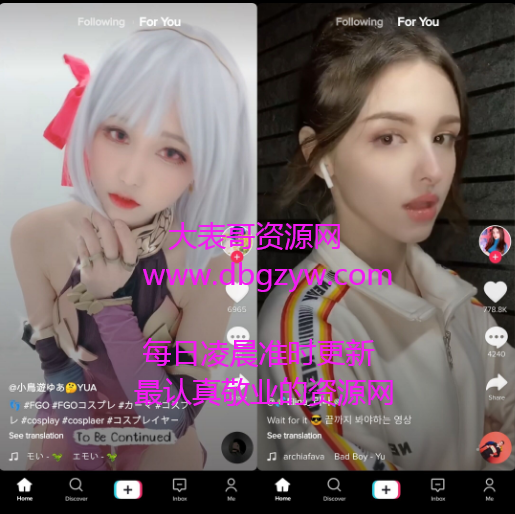 Following For You
6965
@小鳥遊ゆあ🤔YUA
👣 #FGO #FGOコスプレ #カーマ #コスプ
レ #cosplay #cosplaeer #コスプレイヤー
See translation
To Be Continued
モい - 🌱 エモい - 🌱
Home Discover Inbox Me
Following For You
778.8K
4240
Share
Wait for it 😎 끝까지 봐야하는 영상
See translation
archiafava Bad Boy - Yu
Home Discover Inbox Me
大表哥资源网
www.dbgzyw.com
每日凌晨准时更新
最认真敬业的资源网